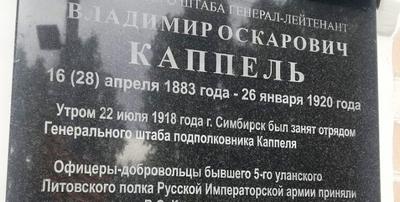 ШТАБА ГЕНЕРАЛ-ЛЕЙТЕНАНТ
ВЛАДИМИР ОСКАРОВИЧ
КАППЕЛЬ
16 (28) апреля 1883 года - 26 января 1920 года
Утром 22 июля 1918 г. Симбирск был занят отрядом
Генерального штаба подполковника Каппеля
Офицеры-добровольцы бывшего 5-го уланского
Литовского полка Русской Императорской армии приняли